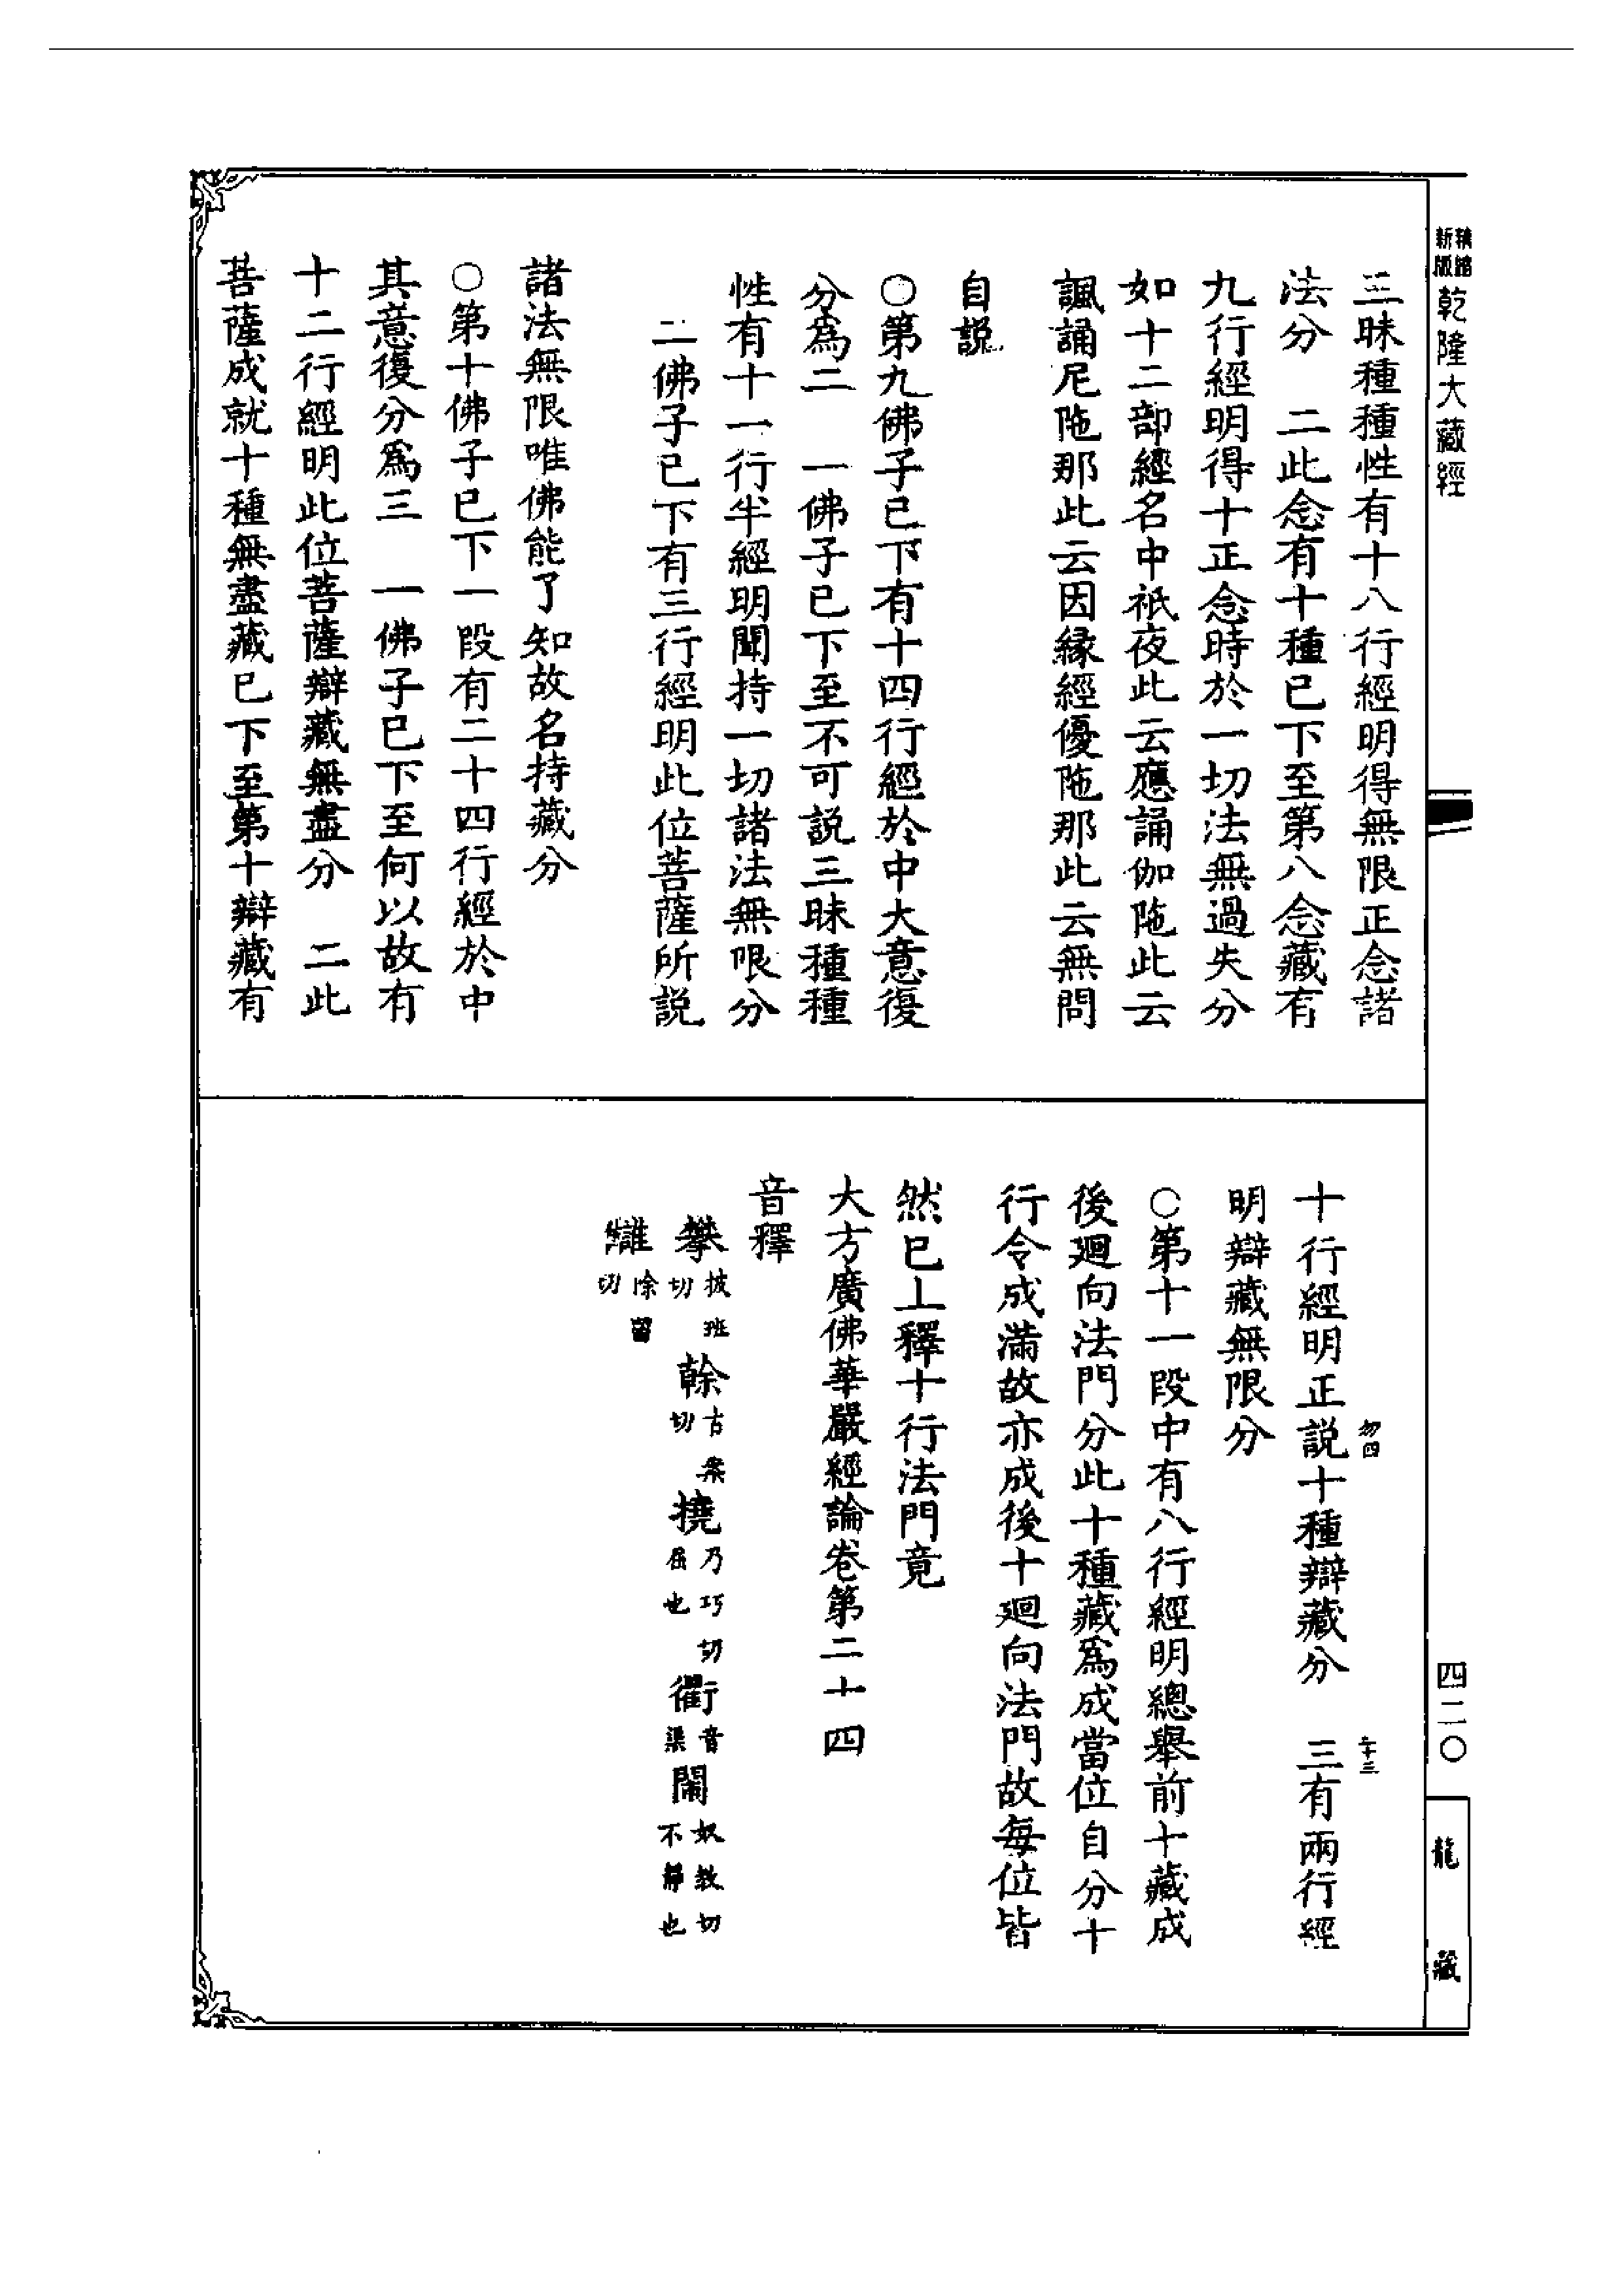 新版
精縮
乾隆大藏經
三昧種種性有十八行經明得無限正念諸
法分　二此念有十種已下至第八念藏有
九行經明得十正念時於一切法無過失分
如十二部經名中祇夜此云應誦伽陁此云
諷誦尼陁那此云因緣經優陁那此云無問
自説
○第九佛子已下有十四行經於中大意復
分爲二　一佛子已下至不可説三昧種種
性有十一行半經明聞持一切諸法無限分
二佛子已下有三行經明此位菩薩所説
諸法無限唯佛能了知故名持藏分
○第十佛子已下一段有二十四行經於中
其意復分爲三　一佛子已下至何以故有
十二行經明此位菩薩辯藏無盡分　二此
菩薩成就十種無盡藏已下至第十辯藏有
十行經明正説十種辯藏分　三有兩行經
明辯藏無限分
○第十一段中有八行經明總舉前十藏成
後廻向法門分此十種藏爲成當位自分十
行令成滿故亦成後十廻向法門故每位皆
然已上釋十行法門竟
大方廣佛華嚴經論卷第二十四
音釋
攀披班切　榦古案切　撓乃巧切屈也　衢音渠　閙奴教切不靜也
讎除留切
四二〇
龍藏